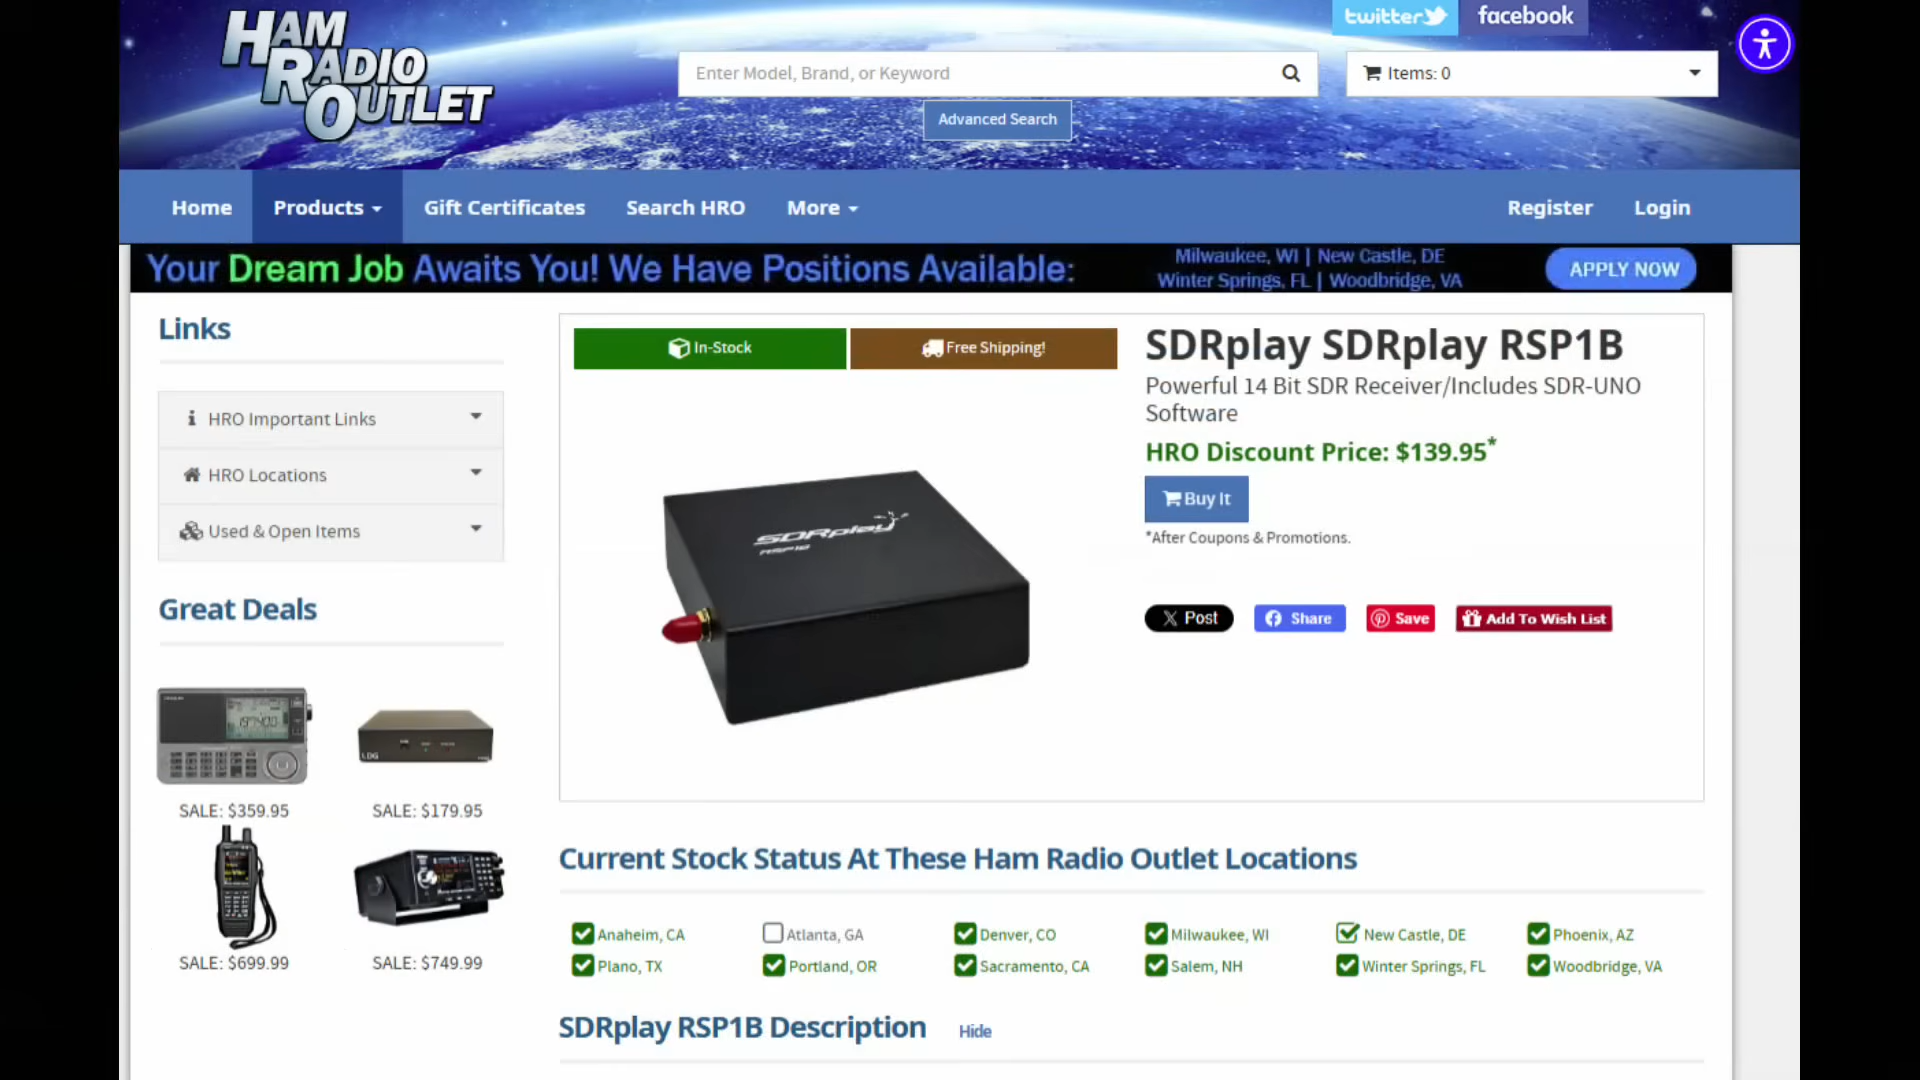 HAM
RADIO
OUTLET
twitter
facebook
Enter Model, Brand, or Keyword
Items: 0
Advanced Search
Home
Products
Gift Certificates
Search HRO
More
Register
Login
Your Dream Job Awaits You! We Have Positions Available:
Milwaukee, WI | New Castle, DE
Winter Springs, FL | Woodbridge, VA
APPLY NOW
Links
HRO Important Links
HRO Locations
Used & Open Items
Great Deals
SALE: $359.95
SALE: $179.95
SALE: $699.99
SALE: $749.99
In-Stock
Free Shipping!
SDRplay
RSP1B
SDRplay SDRplay RSP1B
Powerful 14 Bit SDR Receiver/Includes SDR-UNO
Software
HRO Discount Price: $139.95*
Buy It
*After Coupons & Promotions.
Post
Share
Save
Add To Wish List
Current Stock Status At These Ham Radio Outlet Locations
Anaheim, CA
Atlanta, GA
Denver, CO
Milwaukee, WI
New Castle, DE
Phoenix, AZ
Plano, TX
Portland, OR
Sacramento, CA
Salem, NH
Winter Springs, FL
Woodbridge, VA
SDRplay RSP1B Description
Hide